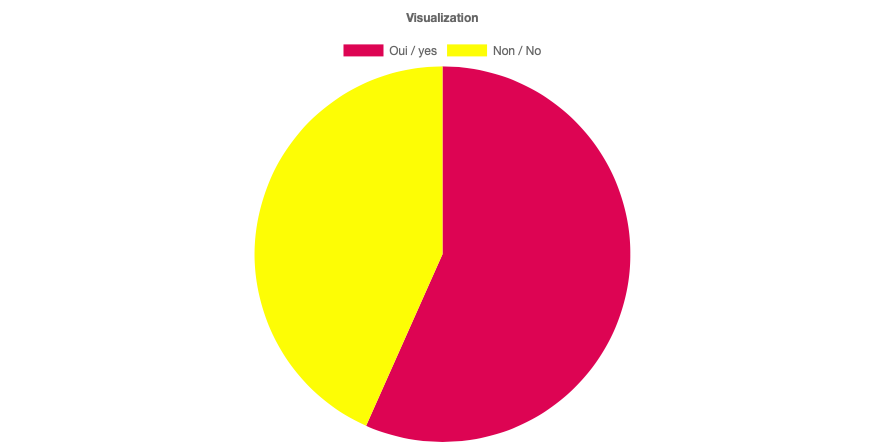 Visualization
Oui / yes Non / No